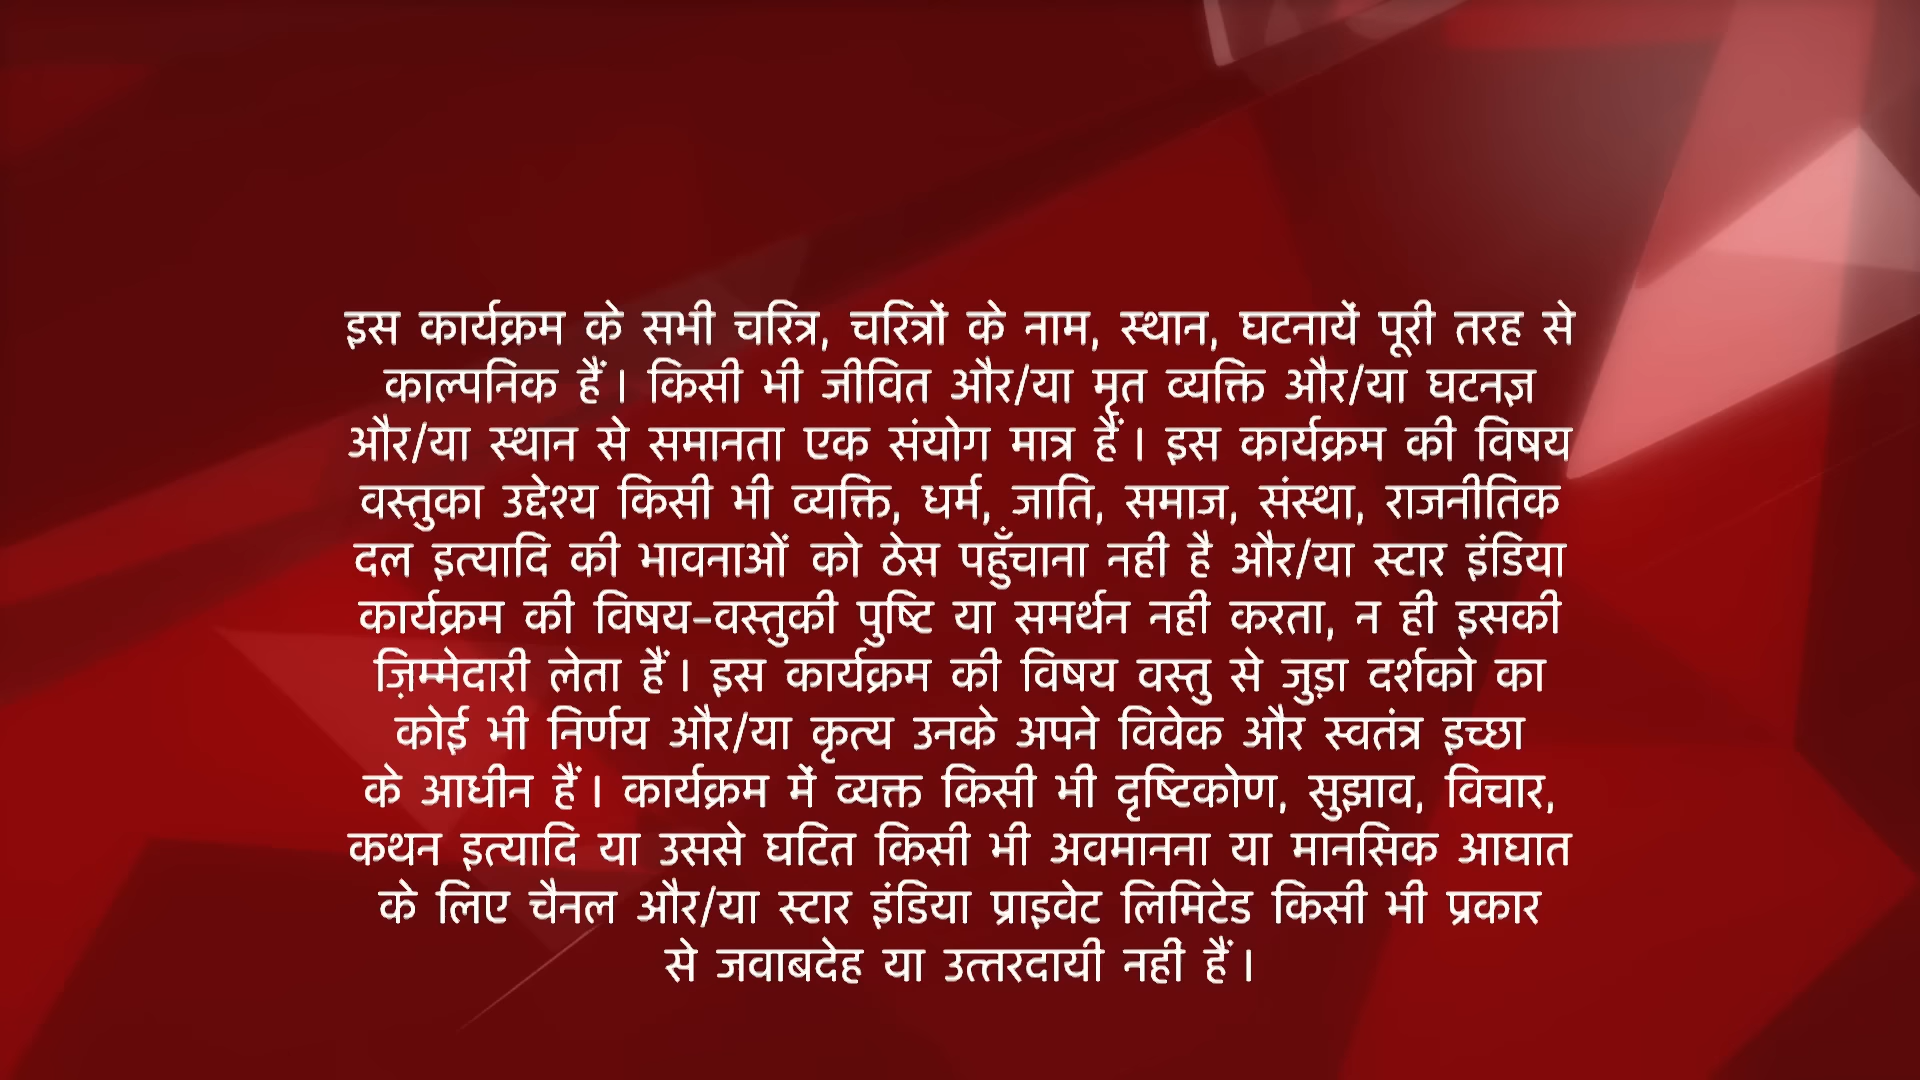 इस कार्यक्रम के सभी चरित्र, चरित्रों के नाम, स्थान, घटनायें पूरी तरह से
काल्पनिक हैं। किसी भी जीवित और/या मृत व्यक्ति और/या घटनज्ञ
और/या स्थान से समानता एक संयोग मात्र हैं। इस कार्यक्रम की विषय
वस्तुका उद्देश्य किसी भी व्यक्ति, धर्म, जाति, समाज, संस्था, राजनीतिक
दल इत्यादि की भावनाओं को ठेस पहुँचाना नही है और/या स्टार इंडिया
कार्यक्रम की विषय-वस्तुकी पुष्टि या समर्थन नही करता, न ही इसकी
ज़िम्मेदारी लेता हैं। इस कार्यक्रम की विषय वस्तु से जुड़ा दर्शको का
कोई भी निर्णय और/या कृत्य उनके अपने विवेक और स्वतंत्र इच्छा
के आधीन हैं। कार्यक्रम में व्यक्त किसी भी दृष्टिकोण, सुझाव, विचार,
कथन इत्यादि या उससे घटित किसी भी अवमानना या मानसिक आघात
के लिए चैनल और/या स्टार इंडिया प्राइवेट लिमिटेड किसी भी प्रकार
से जवाबदेह या उत्तरदायी नही हैं।